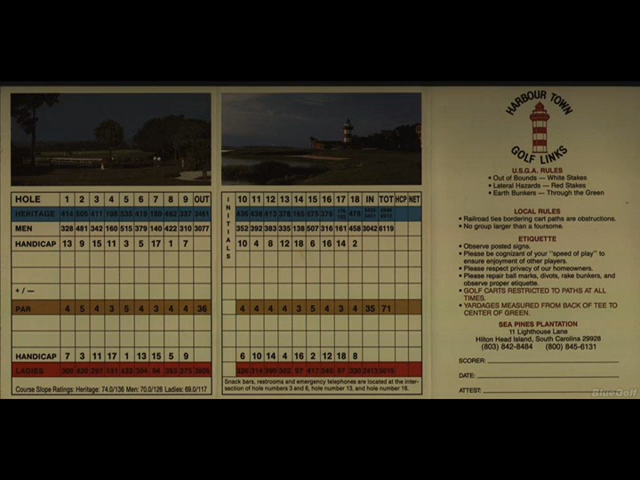 HARBOUR TOWN
GOLF LINKS
U.S.G.A. RULES
• Out of Bounds — White Stakes
• Lateral Hazards — Red Stakes
• Earth Bunkers — Through the Green
LOCAL RULES
• Railroad ties bordering cart paths are obstructions.
• No group larger than a foursome.
ETIQUETTE
• Observe posted signs.
• Please be cognizant of your "speed of play" to
ensure enjoyment of other players.
• Please respect privacy of our homeowners.
• Please repair ball marks, divots, rake bunkers, and
observe proper etiquette.
• GOLF CARTS RESTRICTED TO PATHS AT ALL
TIMES.
• YARDAGES MEASURED FROM BACK OF TEE TO
CENTER OF GREEN.
SEA PINES PLANTATION
11 Lighthouse Lane
Hilton Head Island, South Carolina 29928
(803) 842-8484 (800) 845-6131
SCORER:
DATE:
ATTEST:
HOLE 1 2 3 4 5 6 7 8 9 OUT
HERITAGE
MEN 328 481 342 160 515 379 140 422 310 3077
HANDICAP 13 9 15 11 3 5 17 1 7
+ / —
PAR 4 5 4 3 5 4 3 4 4 36
HANDICAP 7 3 11 17 1 13 15 5 9
LADIES
Course Slope Ratings: Heritage: 74.0/136 Men: 70.0/126 Ladies: 69.0/117
INITIALS
10 11 12 13 14 15 16 17 18 IN TOT HCP NET
352 392 383 335 138 507 316 161 458 3042 6119
10 4 8 12 18 6 16 14 2
4 4 4 4 3 5 4 3 4 35 71
6 10 14 4 16 2 12 18 8
Snack bars, restrooms and emergency telephones are located at the inter-
section of hole numbers 3 and 6, hole number 13, and hole number 16.
BlueGolf